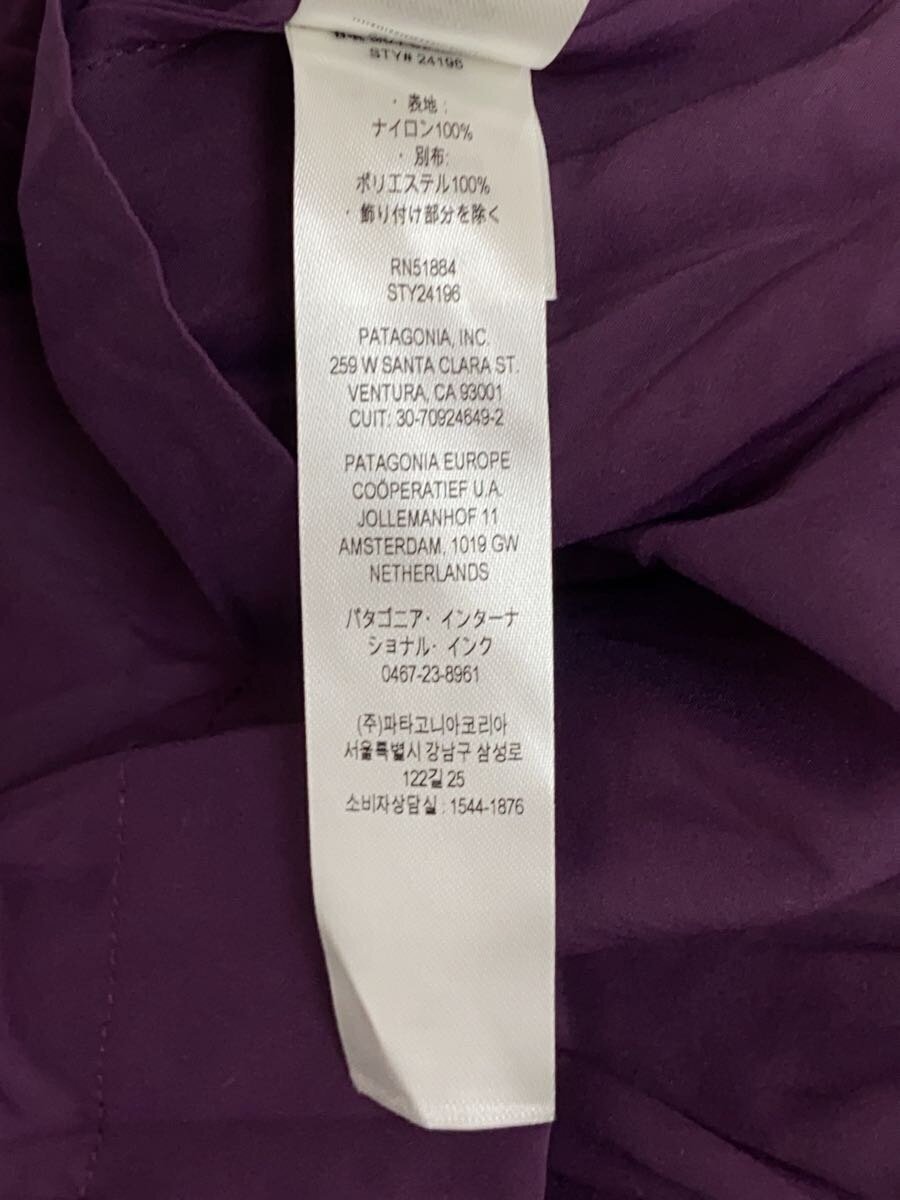 STY# 24196
・表地:
ナイロン100%
・別布:
ポリエステル100%
・飾り付け部分を除く
RN51884
STY24196
PATAGONIA, INC.
259 W SANTA CLARA ST.
VENTURA, CA 93001
CUIT: 30-70924649-2
PATAGONIA EUROPE
COÖPERATIEF U.A.
JOLLEMANHOF 11
AMSTERDAM, 1019 GW
NETHERLANDS
パタゴニア・インターナ
ショナル・インク
0467-23-8961
(주)파타고니아코리아
서울특별시 강남구 삼성로
122길 25
소비자상담실 : 1544-1876